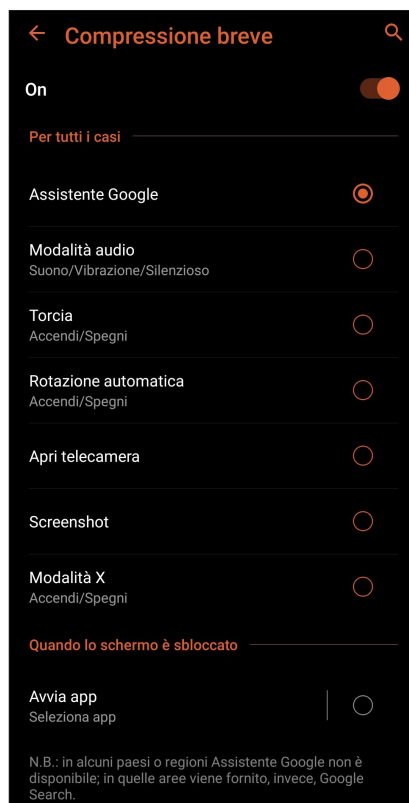 Compressione breve
On
Per tutti i casi
Assistente Google
Modalità audio
Suono/Vibrazione/Silenzioso
Torcia
Accendi/Spegni
Rotazione automatica
Accendi/Spegni
Apri telecamera
Screenshot
Modalità X
Accendi/Spegni
Quando lo schermo è sbloccato
Avvia app
Seleziona app
N.B.: in alcuni paesi o regioni Assistente Google non è
disponibile; in quelle aree viene fornito, invece, Google
Search.